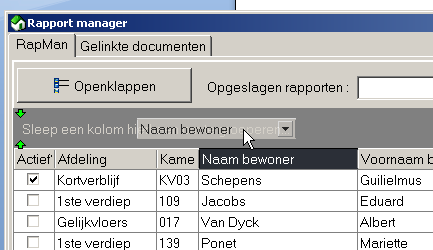 Rapport manager
RapMan Gelinkte documenten
Openklappen Opgeslagen rapporten :
Sleep een kolom hi Naam bewoner
Actief Afdeling Kame Naam bewoner Voornaam b
Kortverblijf KV03 Schepens Guilielmus
1ste verdiep 109 Jacobs Eduard
Gelijkvloers 017 Van Dyck Albert
1ste verdiep 139 Ponet Mariette